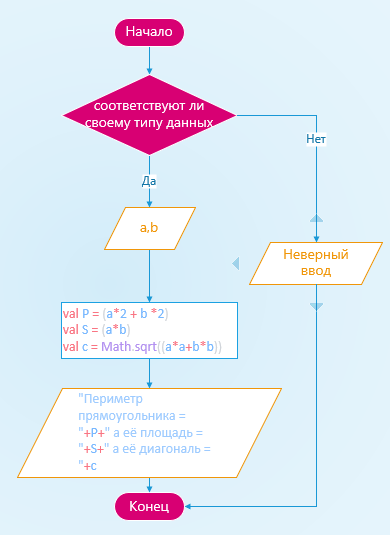 Начало
соответствуют ли
своему типу данных
Нет
Да
a,b
Неверный
ввод
val P = (a*2 + b *2)
val S = (a*b)
val c = Math.sqrt((a*a+b*b))
"Периметр
прямоугольника =
"+P+" а её площадь =
"+S+" а её диагональ =
"+c
Конец